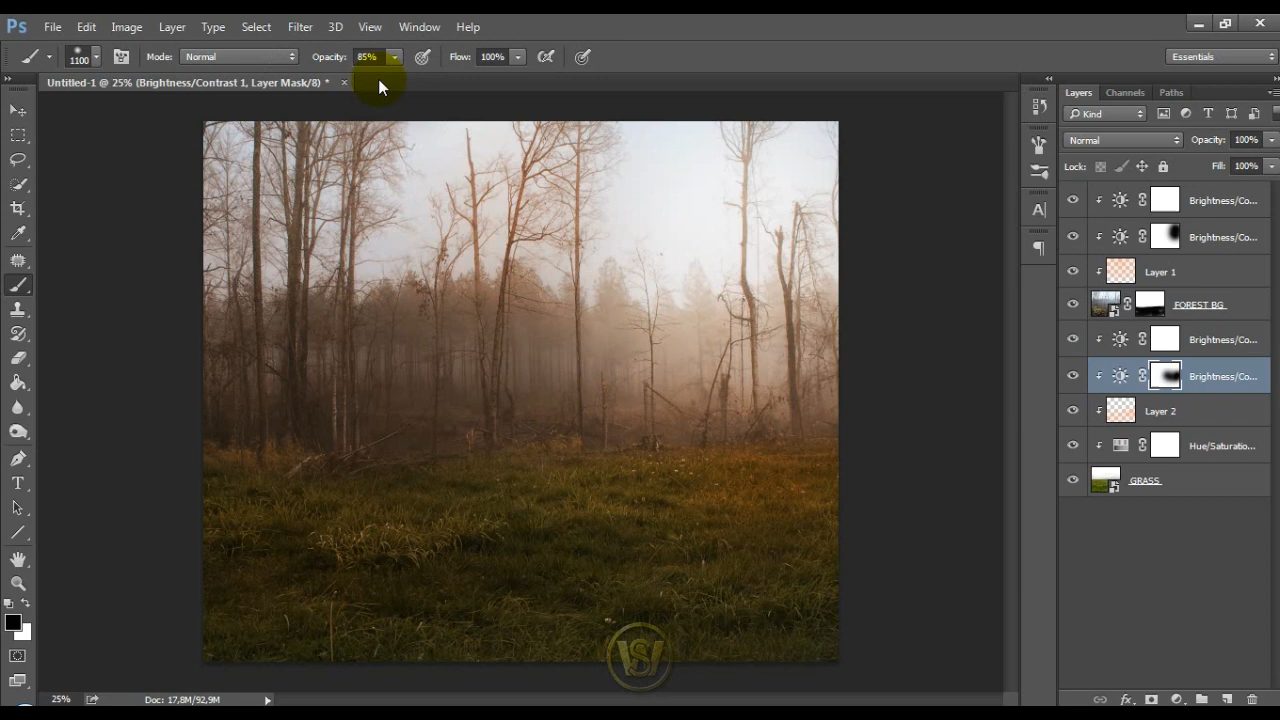 Ps File Edit Image Layer Type Select Filter 3D View Window Help
1100 Mode: Normal Opacity: 85% Flow: 100% Essentials
Untitled-1 @ 25% (Brightness/Contrast 1, Layer Mask/8) *
Layers Channels Paths
Kind
Normal Opacity: 100%
Lock: Fill: 100%
Brightness/Co...
Brightness/Co...
Layer 1
FOREST BG
Brightness/Co...
Brightness/Co...
Layer 2
Hue/Saturatio...
GRASS
25% Doc: 17,8M/92,9M